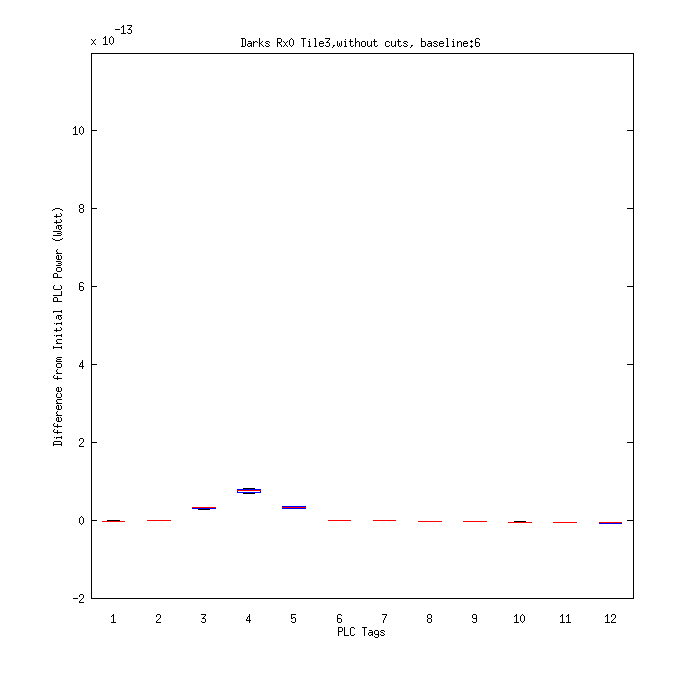 x 10^-13
Darks Rx0 Tile3,without cuts, baseline:6
10
8
6
4
2
0
-2
Difference from Initial PLC Power (Watt)
1 2 3 4 5 6 7 8 9 10 11 12
PLC Tags